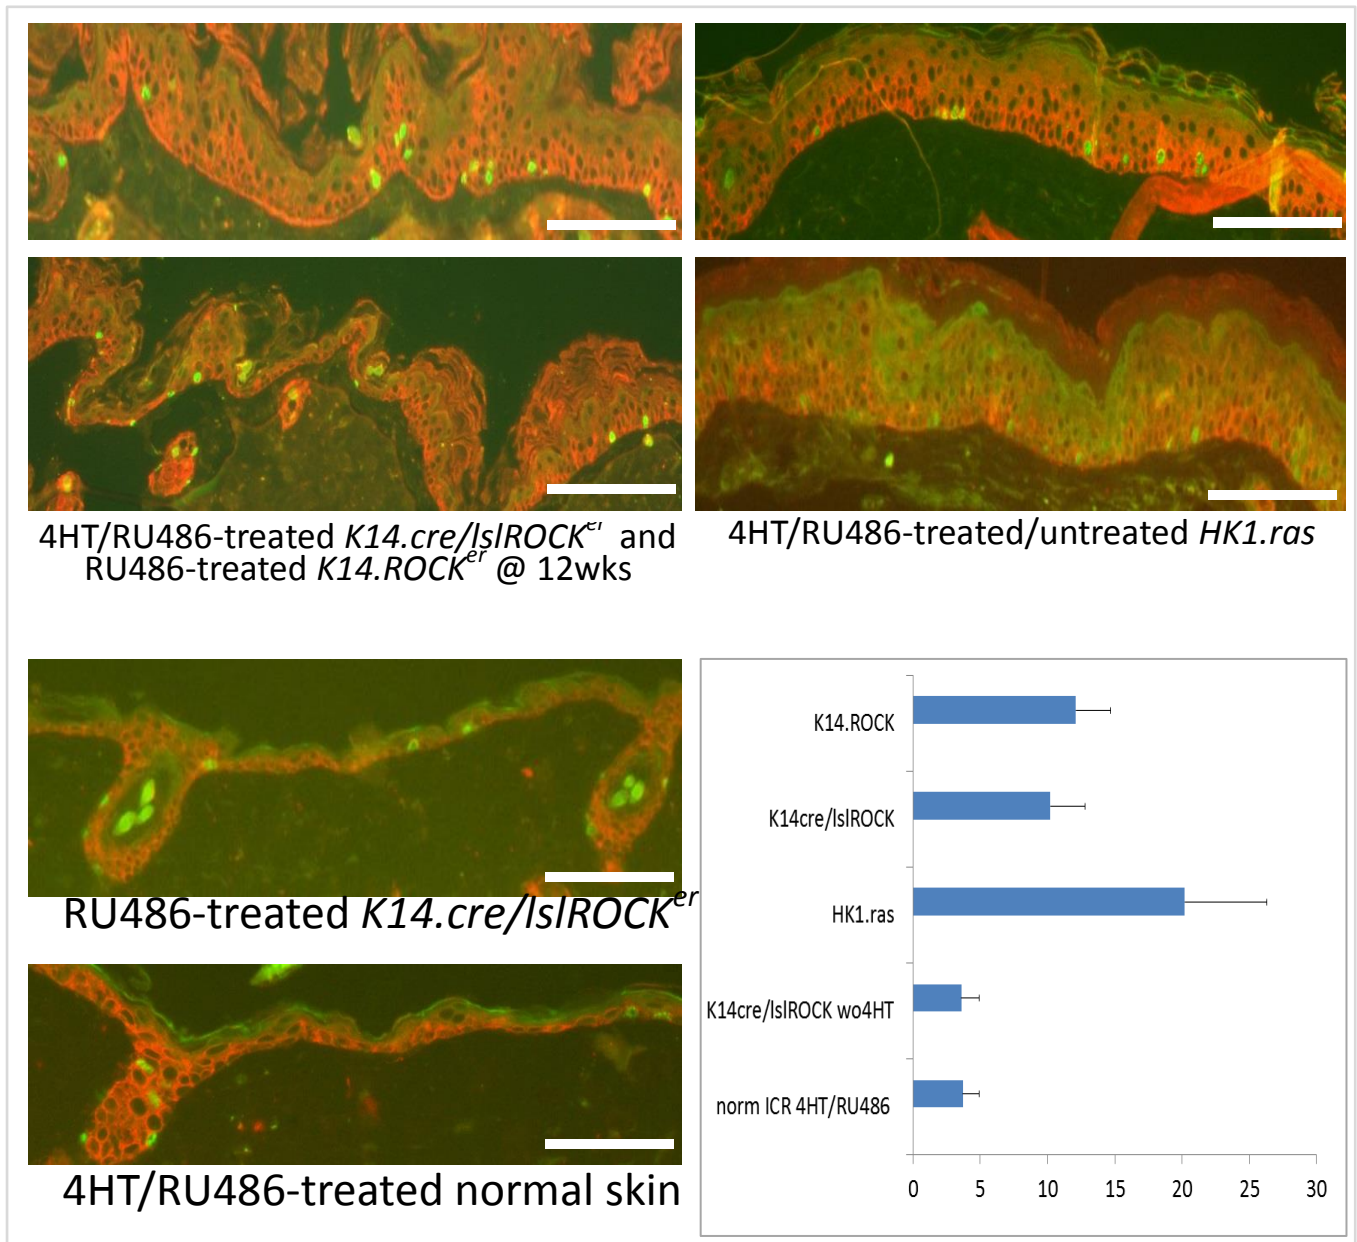 4HT/RU486-treated K14.cre/lslROCK^er and
RU486-treated K14.ROCK^er @ 12wks
4HT/RU486-treated/untreated HK1.ras
RU486-treated K14.cre/lslROCK^er
4HT/RU486-treated normal skin
K14.ROCK
K14cre/lslROCK
HK1.ras
K14cre/lslROCK wo4HT
norm ICR 4HT/RU486
0 5 10 15 20 25 30